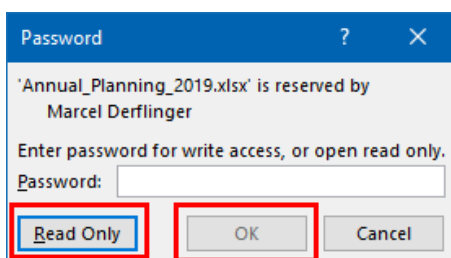 Password ? ×
'Annual_Planning_2019.xlsx' is reserved by
Marcel Derflinger
Enter password for write access, or open read only.
Password:
Read Only OK Cancel